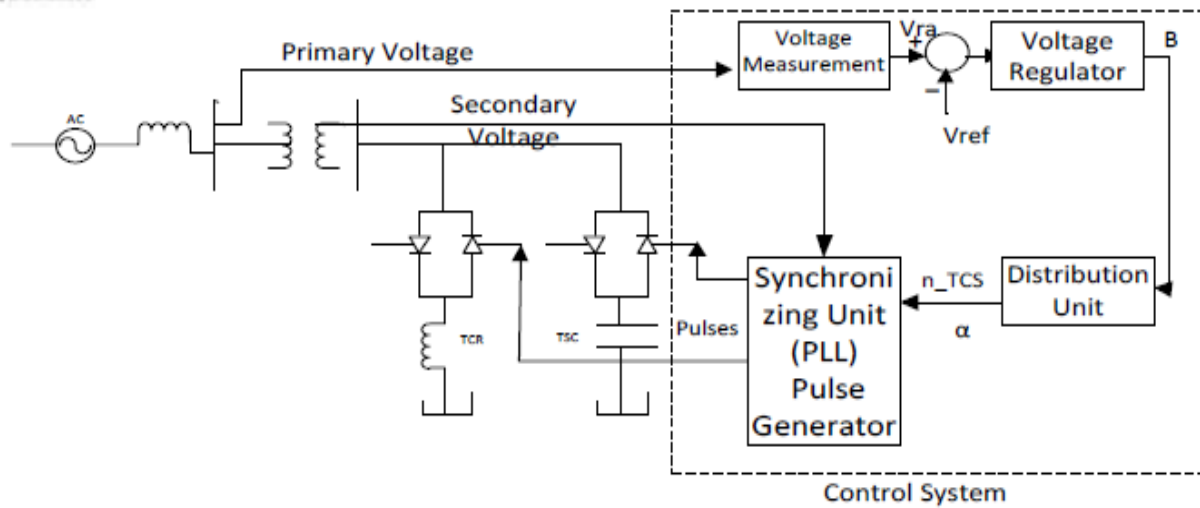 Primary Voltage
Voltage
Measurement
Vra
+
−
Vref
Voltage
Regulator
B
AC
Secondary
Voltage
TCR
TSC
Pulses
Synchroni
zing Unit
(PLL)
Pulse
Generator
n_TCS
α
Distribution
Unit
Control System